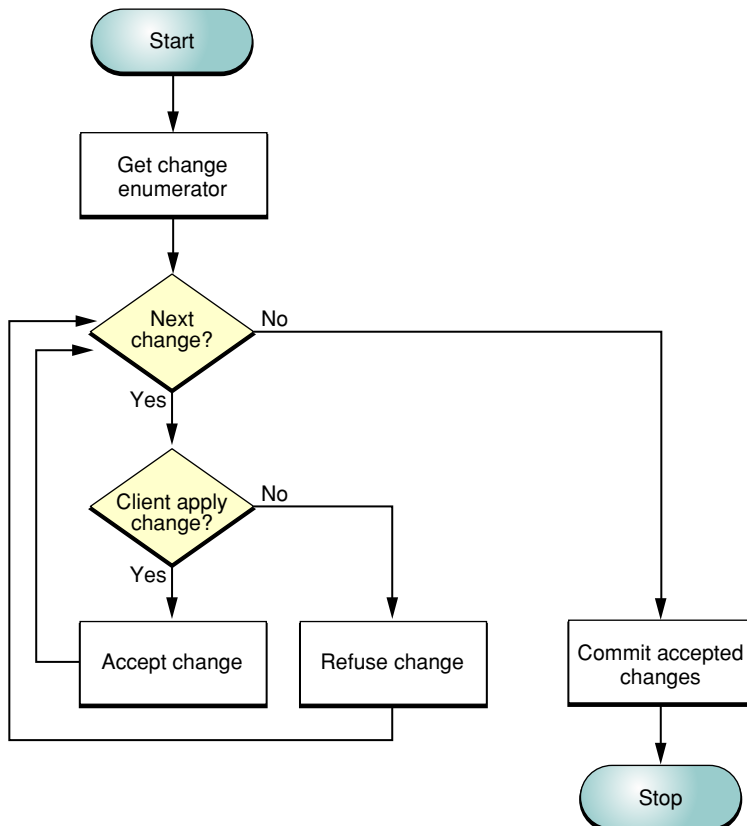 Start
Get change
enumerator
Next
change?
No
Yes
Client apply
change?
No
Yes
Accept change
Refuse change
Commit accepted
changes
Stop